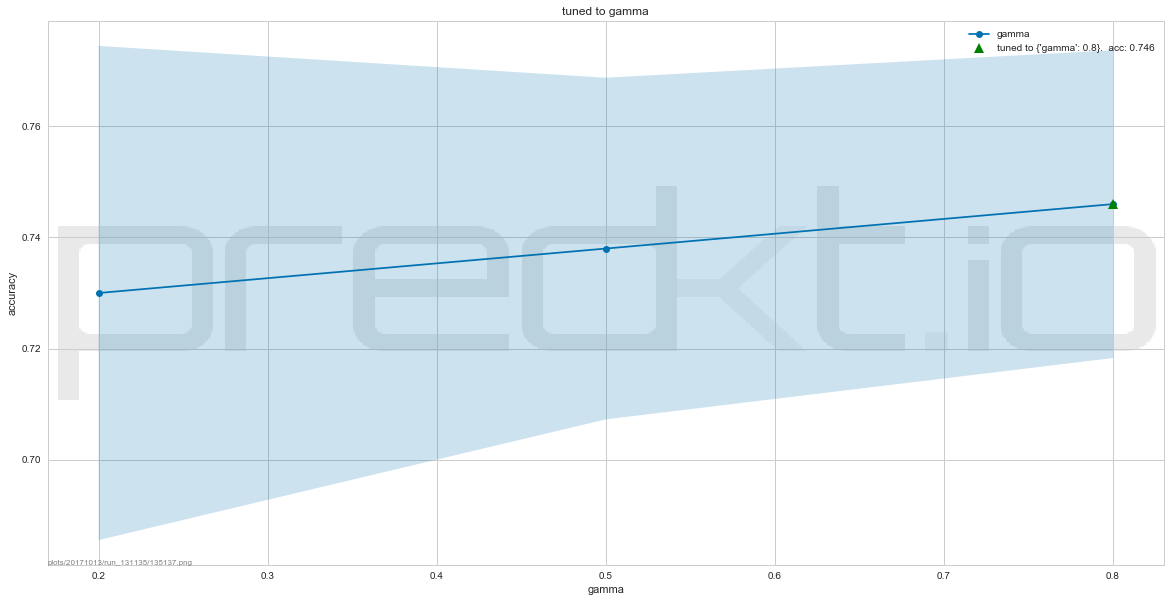 tuned to gamma
gamma
tuned to {'gamma': 0.8}.  acc: 0.746
accuracy
0.76
0.74
0.72
0.70
predkt.io
plots/20171013/run_131135/135137.png
0.2 0.3 0.4 0.5 0.6 0.7 0.8
gamma